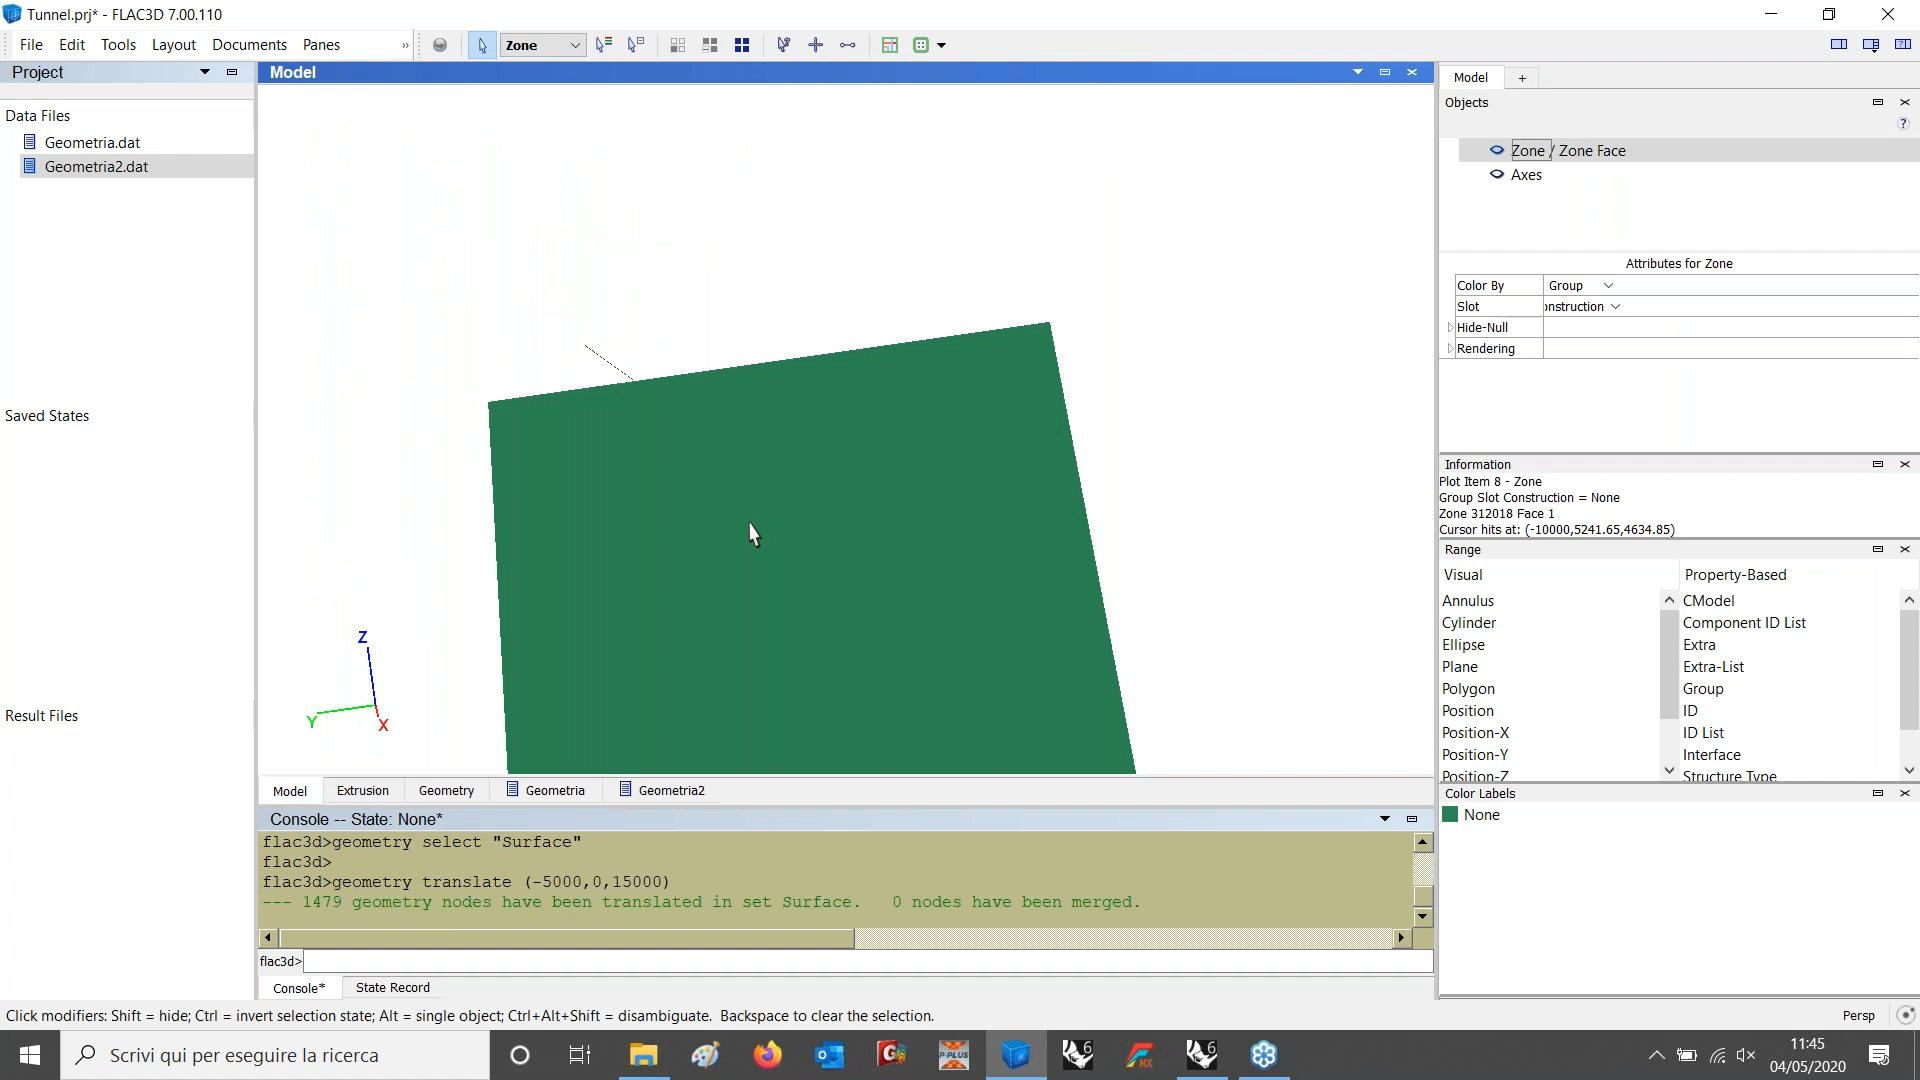 Tunnel.prj* - FLAC3D 7.00.110
File Edit Tools Layout Documents Panes » Zone
Project
Data Files
Geometria.dat
Geometria2.dat
Saved States
Result Files
Model
Z
Y
X
Model Extrusion Geometry Geometria Geometria2
Console -- State: None*
flac3d>geometry select "Surface"
flac3d>
flac3d>geometry translate (-5000,0,15000)
--- 1479 geometry nodes have been translated in set Surface. 0 nodes have been merged.
flac3d>
Console* State Record
Model +
Objects
?
Zone / Zone Face
Axes
Attributes for Zone
Color By Group
Slot onstruction
Hide-Null
Rendering
Information
Plot Item 8 - Zone
Group Slot Construction = None
Zone 312018 Face 1
Cursor hits at: (-10000,5241.65,4634.85)
Range
Visual Property-Based
Annulus CModel
Cylinder Component ID List
Ellipse Extra
Plane Extra-List
Polygon Group
Position ID
Position-X ID List
Position-Y Interface
Position-Z Structure Type
Color Labels
None
Click modifiers: Shift = hide; Ctrl = invert selection state; Alt = single object; Ctrl+Alt+Shift = disambiguate. Backspace to clear the selection.
Persp
Scrivi qui per eseguire la ricerca
11:45
04/05/2020